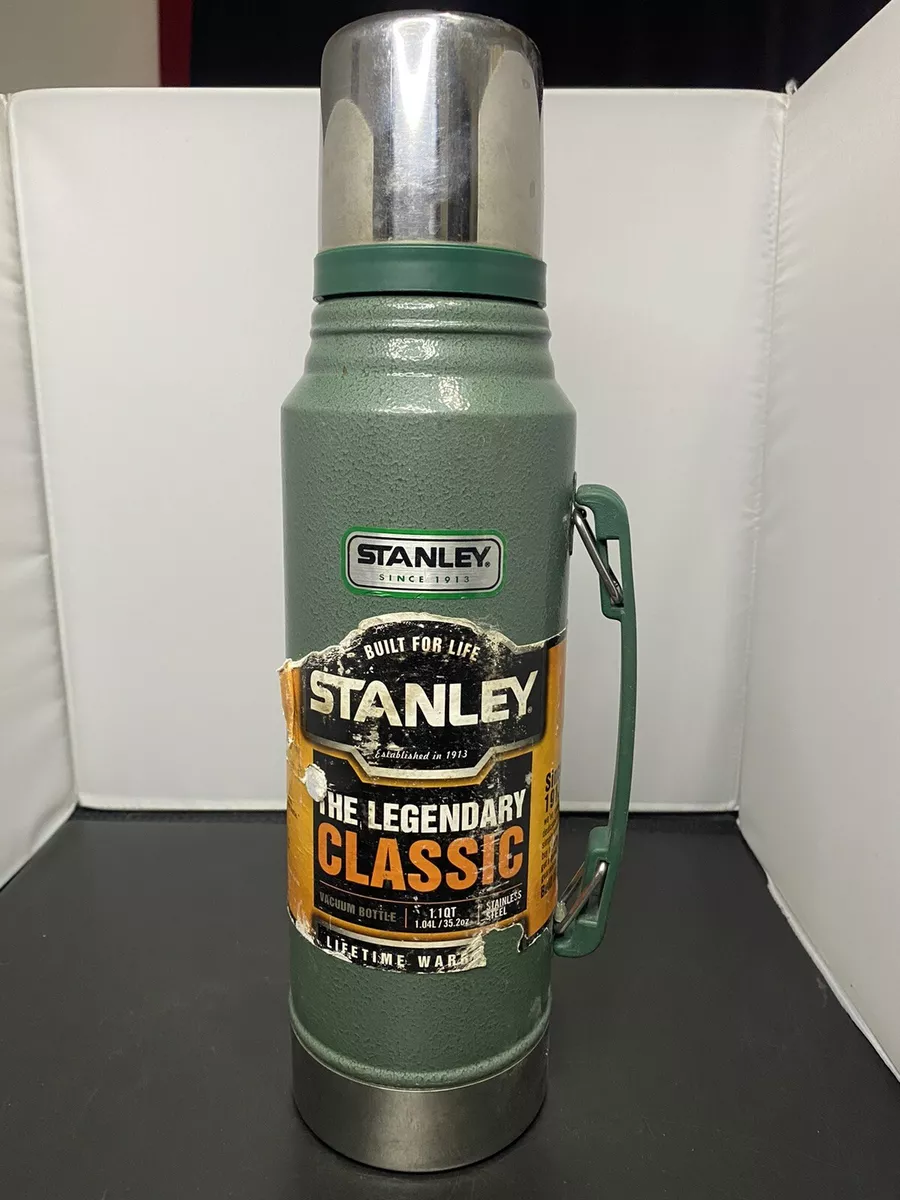 STANLEY®
SINCE 1913
BUILT FOR LIFE
STANLEY®
Established in 1913
THE LEGENDARY
CLASSIC
VACUUM BOTTLE
1.1QT
1.04L / 35.2oz
STAINLESS
STEEL
LIFETIME